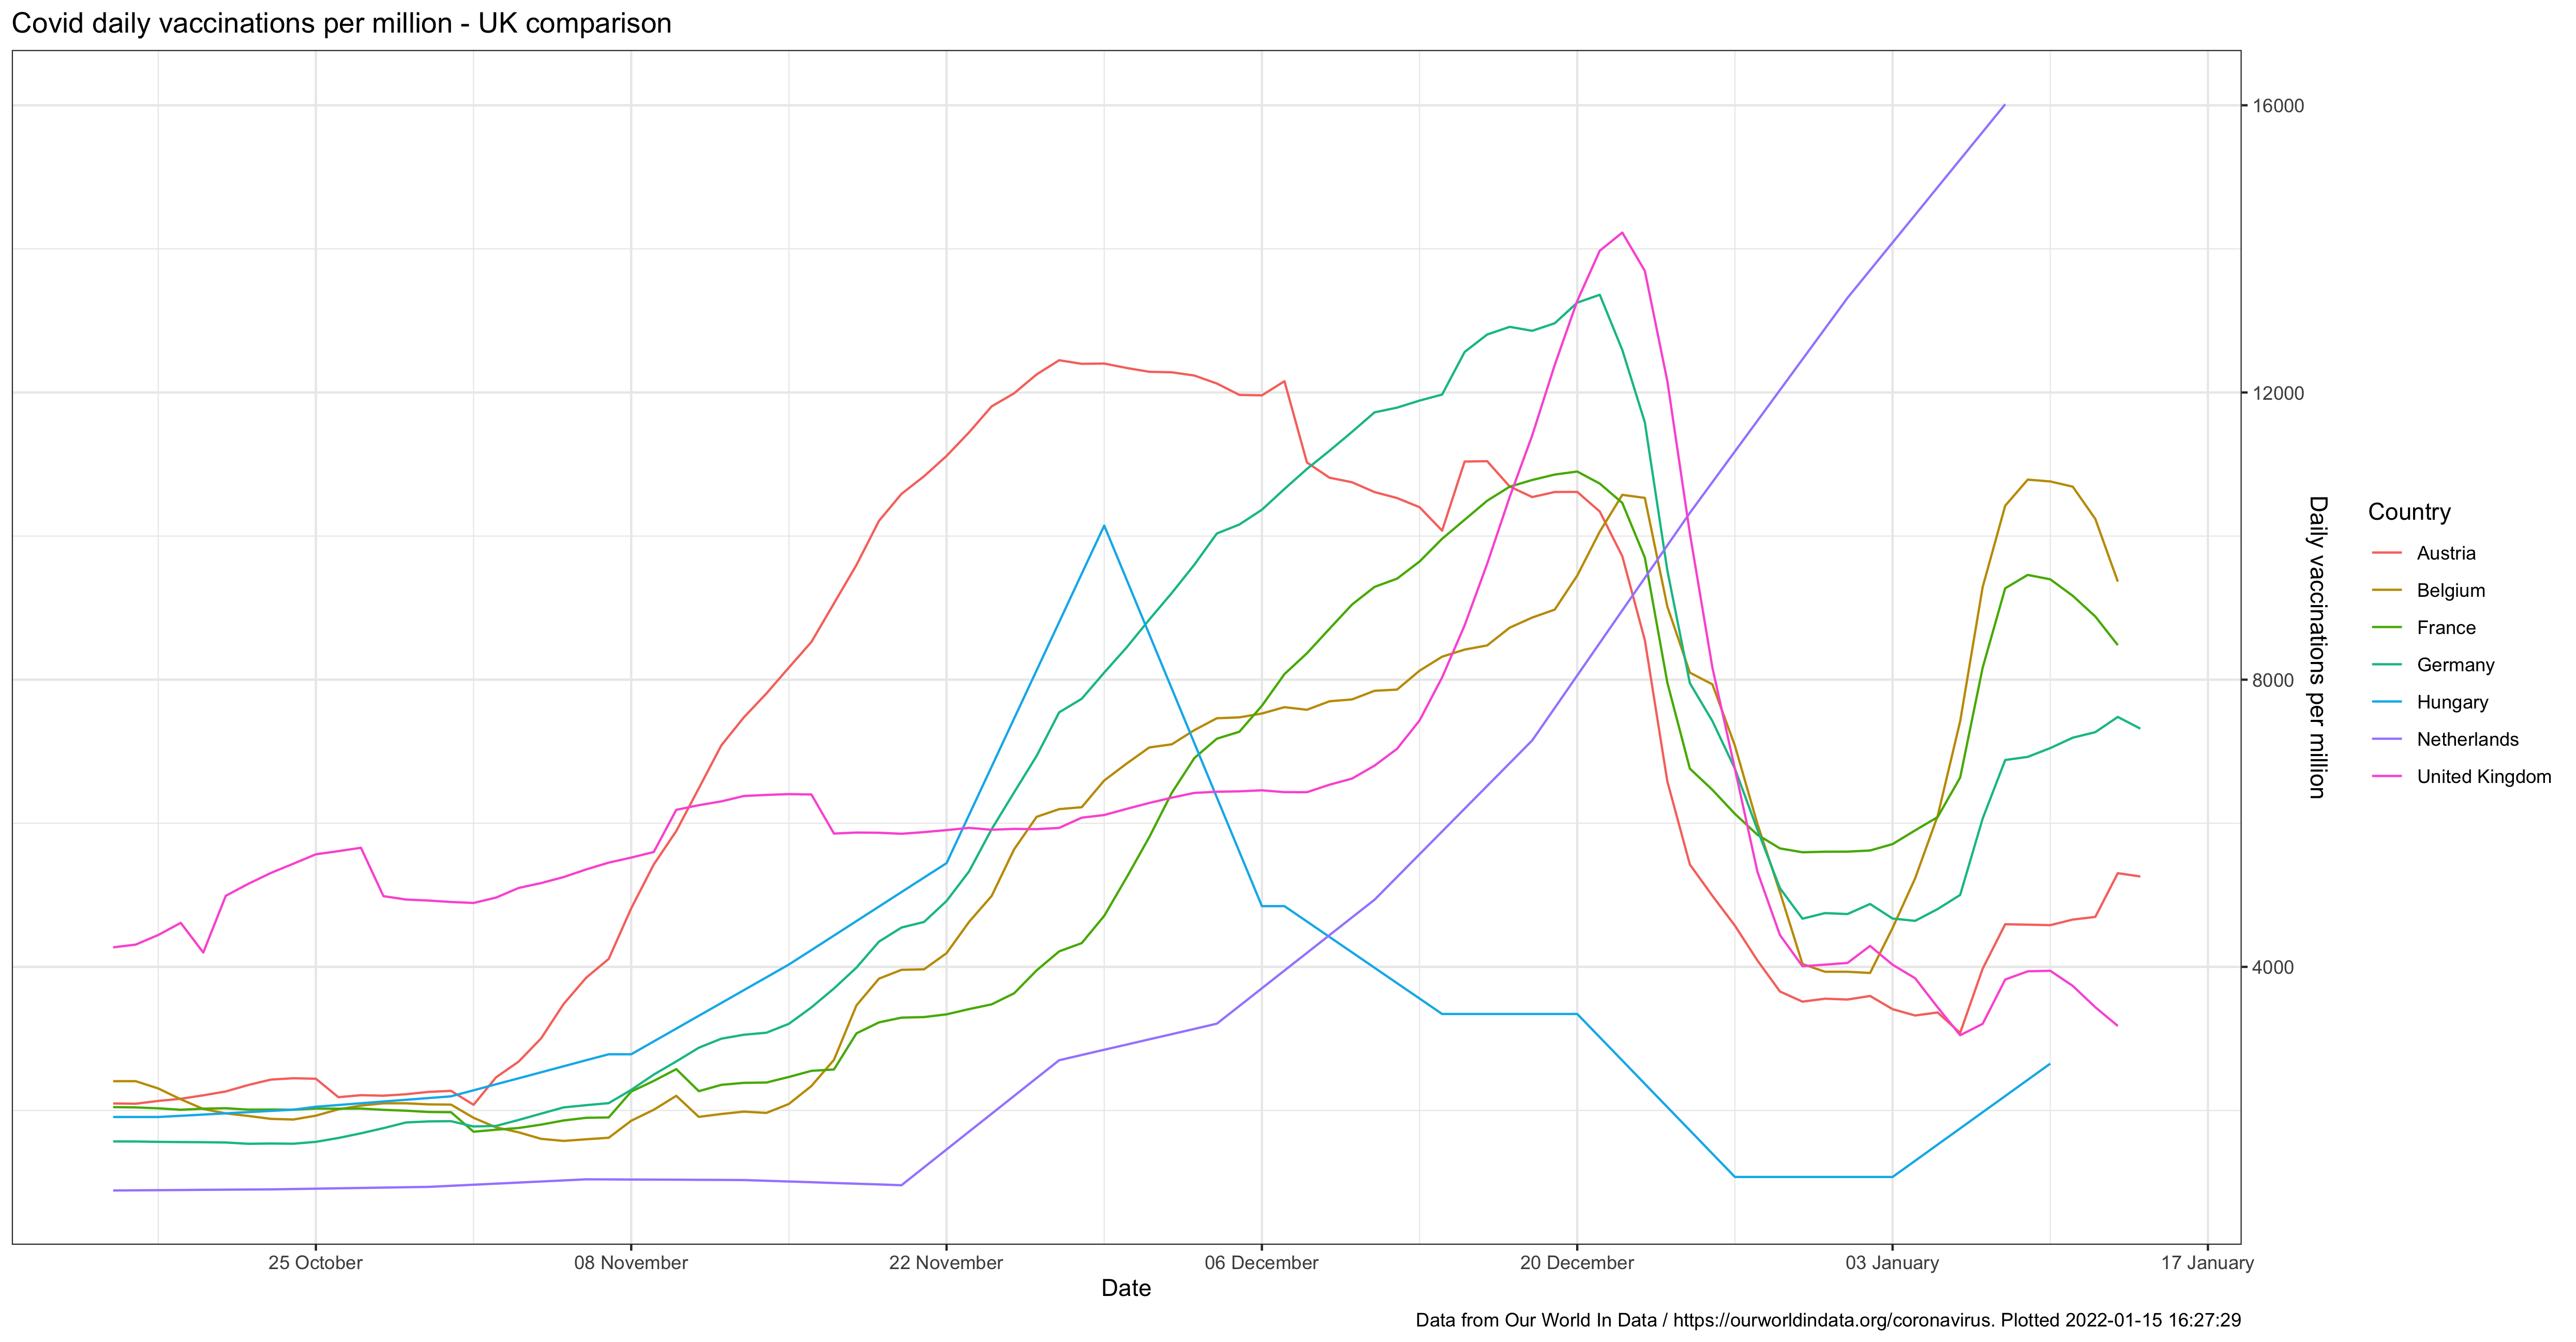 Covid daily vaccinations per million - UK comparison
16000
12000
8000
4000
Daily vaccinations per million
Country
Austria
Belgium
France
Germany
Hungary
Netherlands
United Kingdom
25 October
08 November
22 November
06 December
20 December
03 January
17 January
Date
Data from Our World In Data / https://ourworldindata.org/coronavirus. Plotted 2022-01-15 16:27:29